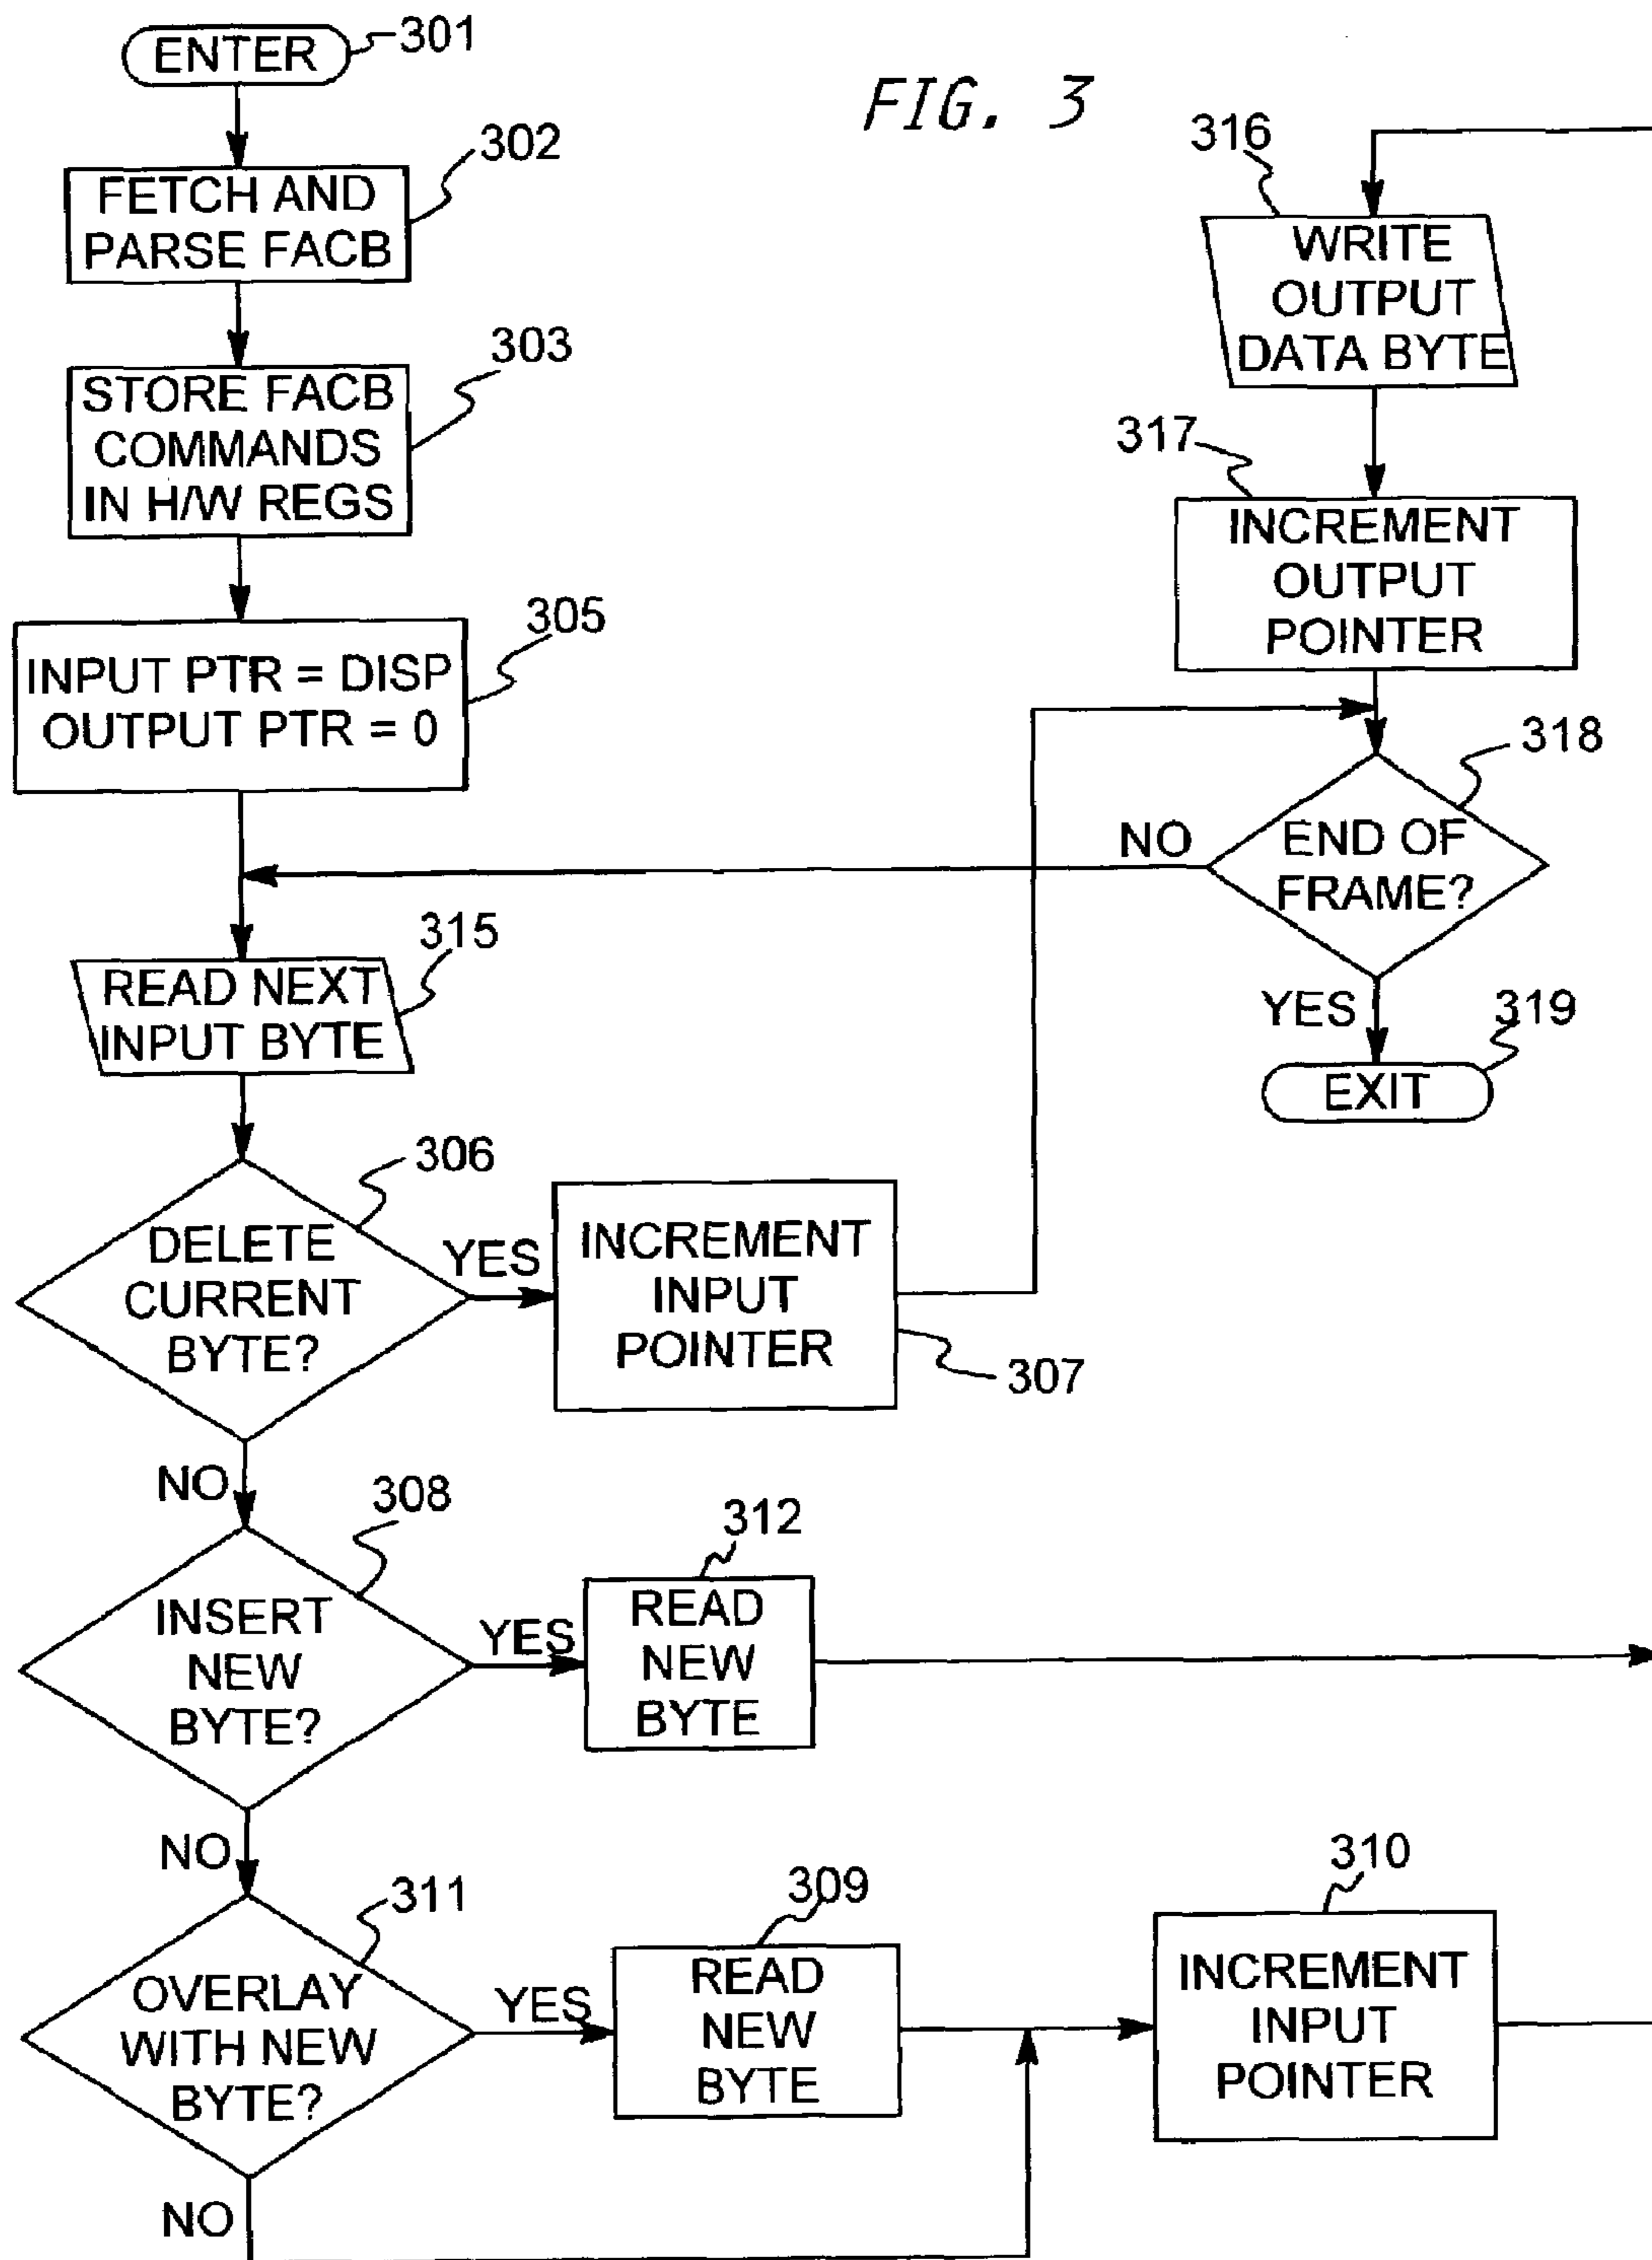 ENTER
301
FIG. 3
302
FETCH AND
PARSE FACB
303
STORE FACB
COMMANDS
IN H/W REGS
305
INPUT PTR = DISP
OUTPUT PTR = 0
315
READ NEXT
INPUT BYTE
306
DELETE
CURRENT
BYTE?
YES
INCREMENT
INPUT
POINTER
307
NO
308
INSERT
NEW
BYTE?
YES
312
READ
NEW
BYTE
NO
311
OVERLAY
WITH NEW
BYTE?
YES
309
READ
NEW
BYTE
310
INCREMENT
INPUT
POINTER
NO
316
WRITE
OUTPUT
DATA BYTE
317
INCREMENT
OUTPUT
POINTER
318
END OF
FRAME?
NO
YES
319
EXIT